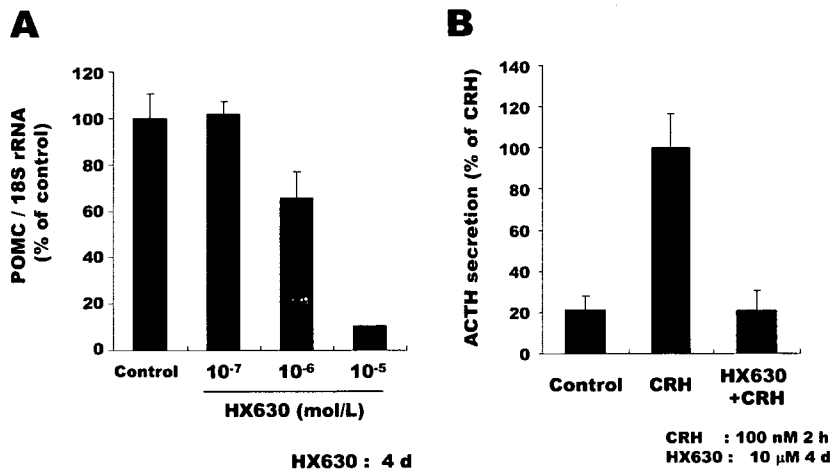 A
POMC / 18S rRNA
(% of control)
120
100
80
60
40
20
0
Control
10-7
10-6
10-5
HX630 (mol/L)
HX630 : 4 d
B
ACTH secretion (% of CRH)
140
120
100
80
60
40
20
0
Control
CRH
HX630
+CRH
CRH : 100 nM 2 h
HX630 : 10 μM 4 d